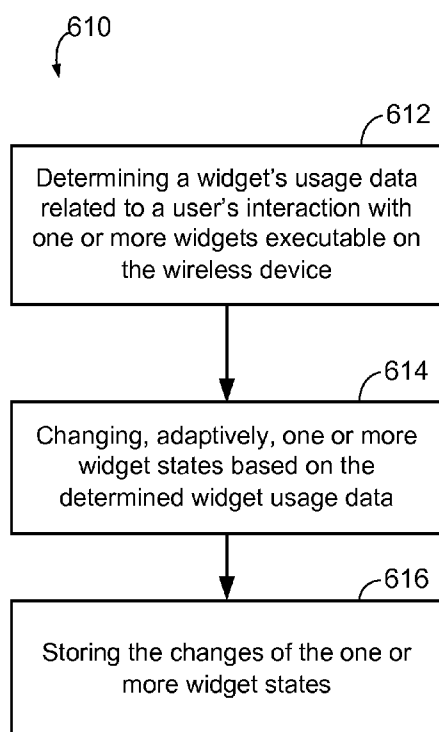 610
612
Determining a widget's usage data
related to a user's interaction with
one or more widgets executable on
the wireless device
614
Changing, adaptively, one or more
widget states based on the
determined widget usage data
616
Storing the changes of the one or
more widget states